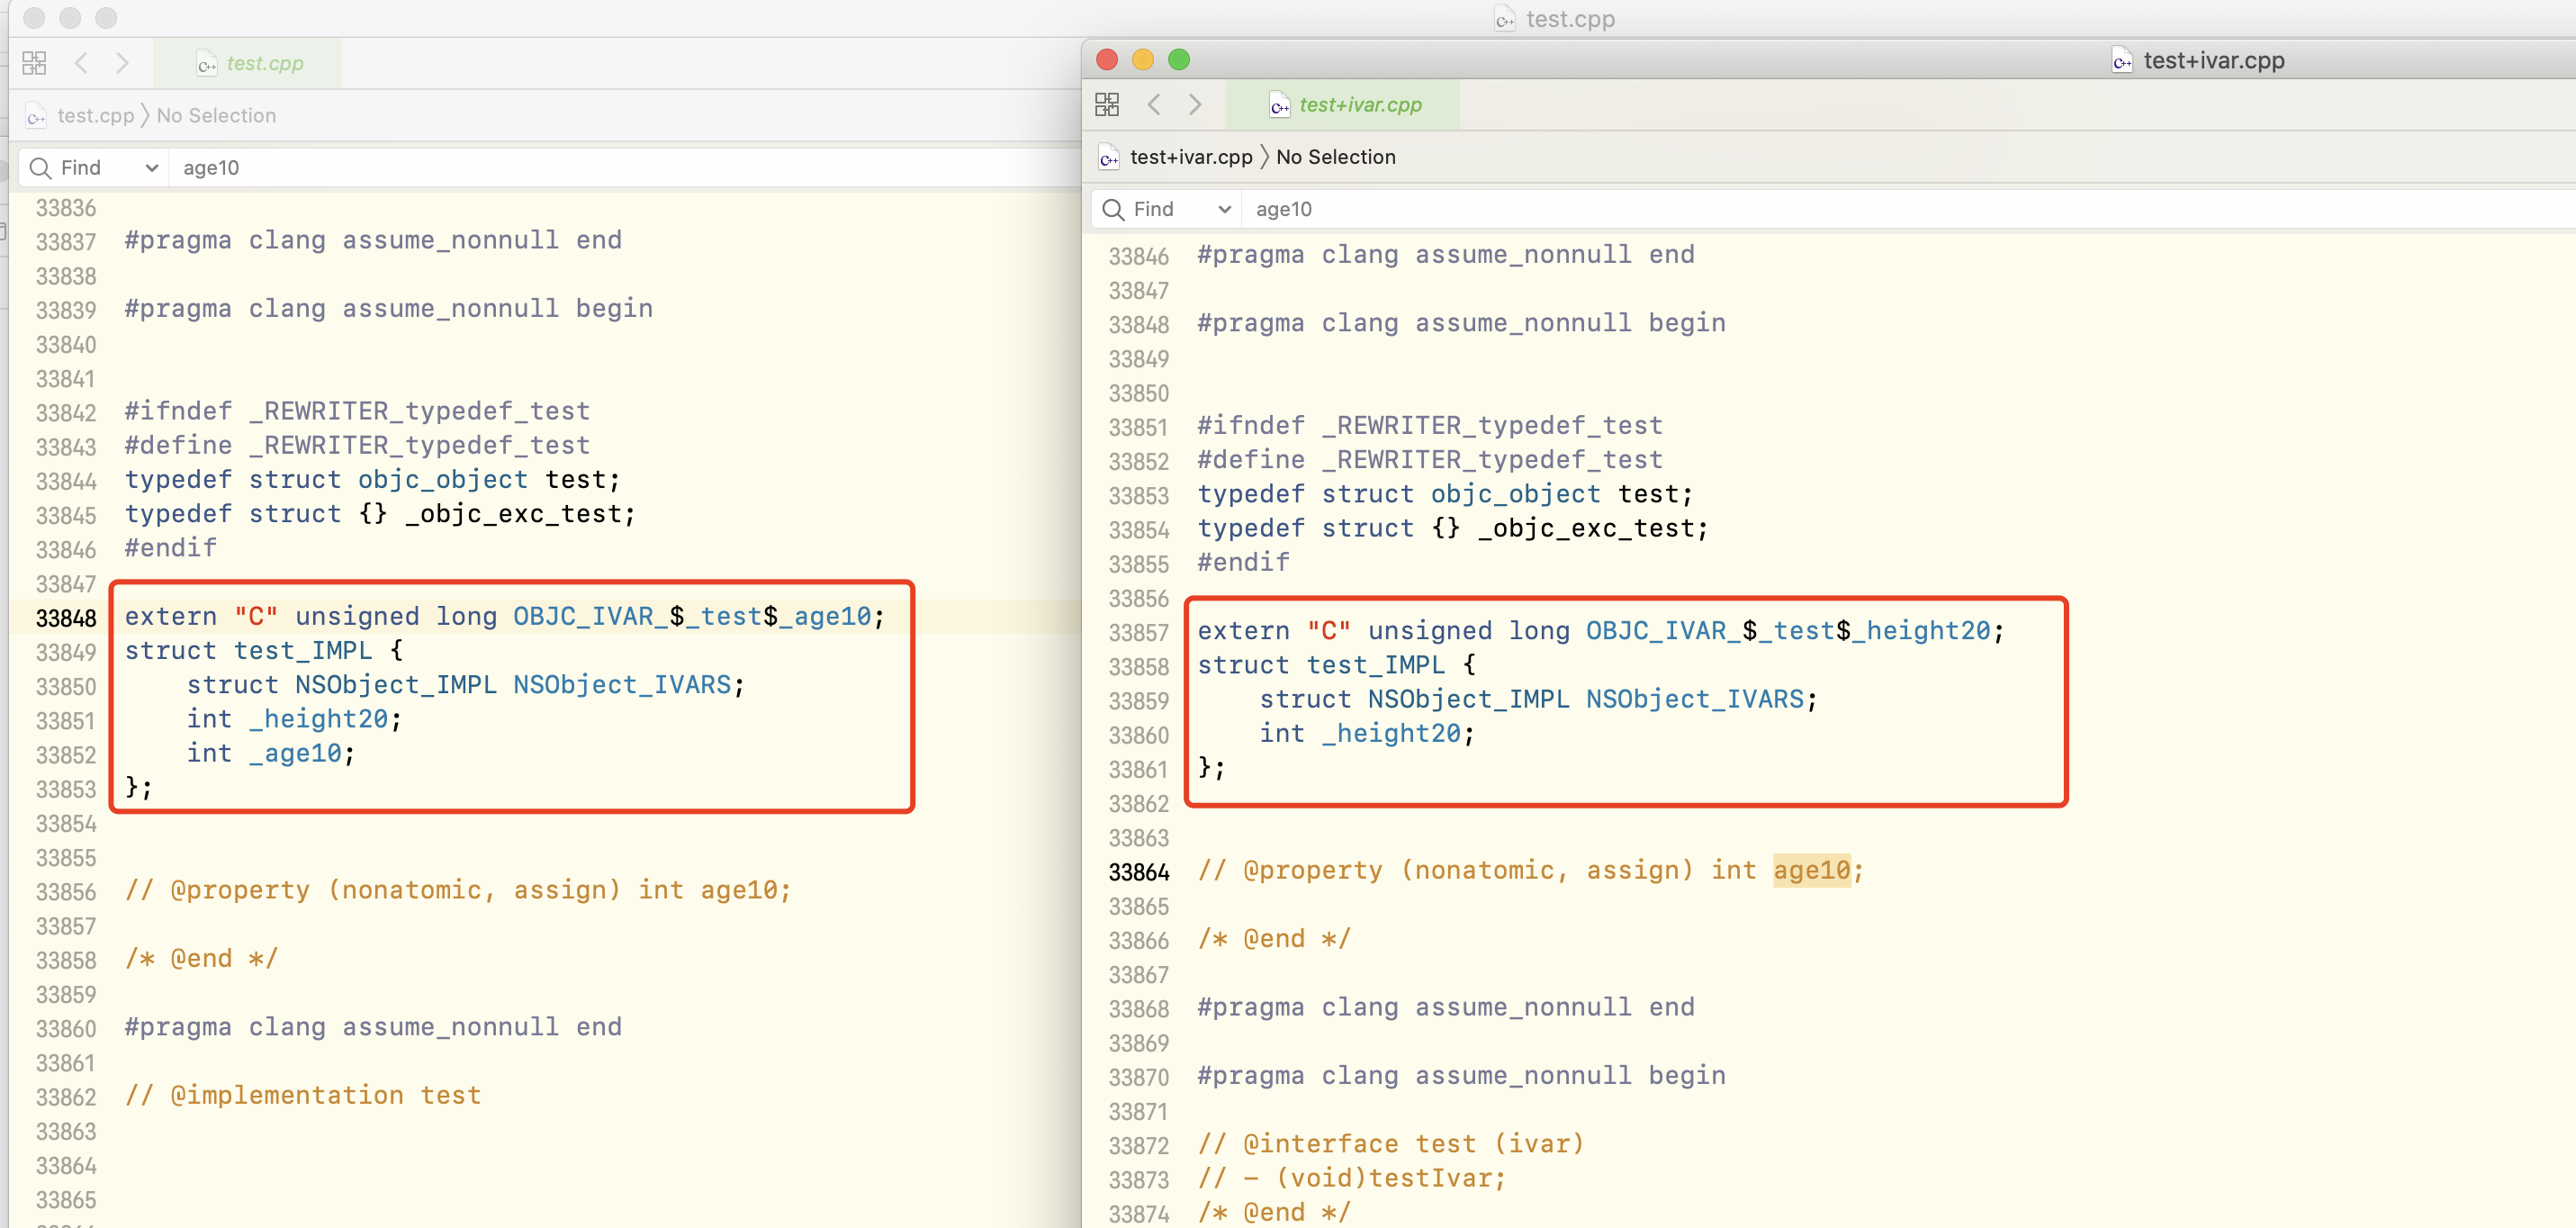 test.cpp
test.cpp
test.cpp 〉 No Selection
Find age10
33836
33837 #pragma clang assume_nonnull end
33838
33839 #pragma clang assume_nonnull begin
33840
33841
33842 #ifndef _REWRITER_typedef_test
33843 #define _REWRITER_typedef_test
33844 typedef struct objc_object test;
33845 typedef struct {} _objc_exc_test;
33846 #endif
33847
33848 extern "C" unsigned long OBJC_IVAR_$_test$_age10;
33849 struct test_IMPL {
33850 struct NSObject_IMPL NSObject_IVARS;
33851 int _height20;
33852 int _age10;
33853 };
33854
33855
33856 // @property (nonatomic, assign) int age10;
33857
33858 /* @end */
33859
33860 #pragma clang assume_nonnull end
33861
33862 // @implementation test
33863
33864
33865
test+ivar.cpp
test+ivar.cpp
test+ivar.cpp 〉 No Selection
Find age10
33846 #pragma clang assume_nonnull end
33847
33848 #pragma clang assume_nonnull begin
33849
33850
33851 #ifndef _REWRITER_typedef_test
33852 #define _REWRITER_typedef_test
33853 typedef struct objc_object test;
33854 typedef struct {} _objc_exc_test;
33855 #endif
33856
33857 extern "C" unsigned long OBJC_IVAR_$_test$_height20;
33858 struct test_IMPL {
33859 struct NSObject_IMPL NSObject_IVARS;
33860 int _height20;
33861 };
33862
33863
33864 // @property (nonatomic, assign) int age10;
33865
33866 /* @end */
33867
33868 #pragma clang assume_nonnull end
33869
33870 #pragma clang assume_nonnull begin
33871
33872 // @interface test (ivar)
33873 // - (void)testIvar;
33874 /* @end */